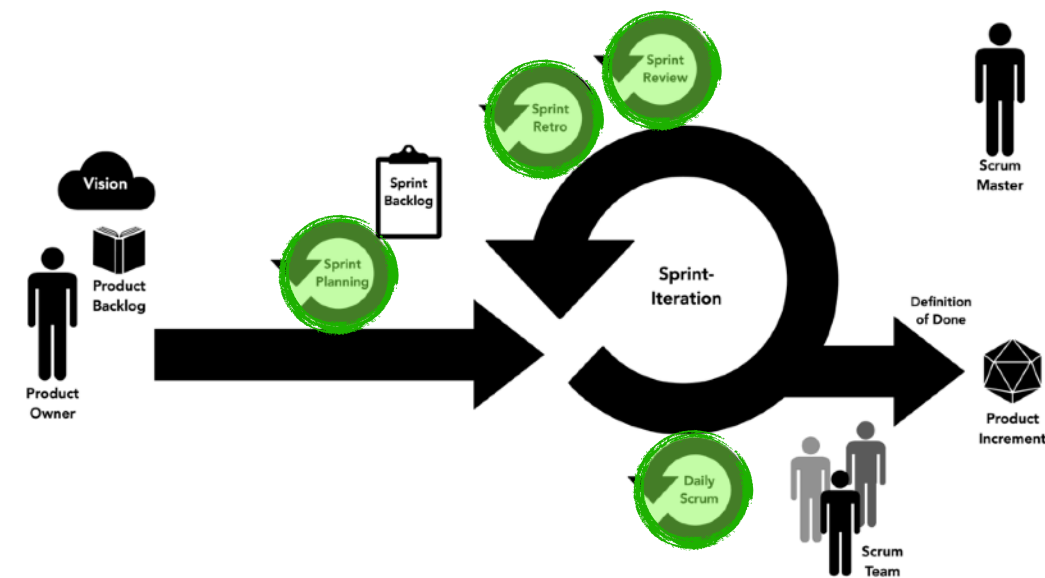 Vision
Product
Backlog
Product
Owner
Sprint
Planning
Sprint
Backlog
Sprint
Retro
Sprint
Review
Sprint-
Iteration
Daily
Scrum
Scrum
Master
Definition
of Done
Product
Increment
Scrum
Team